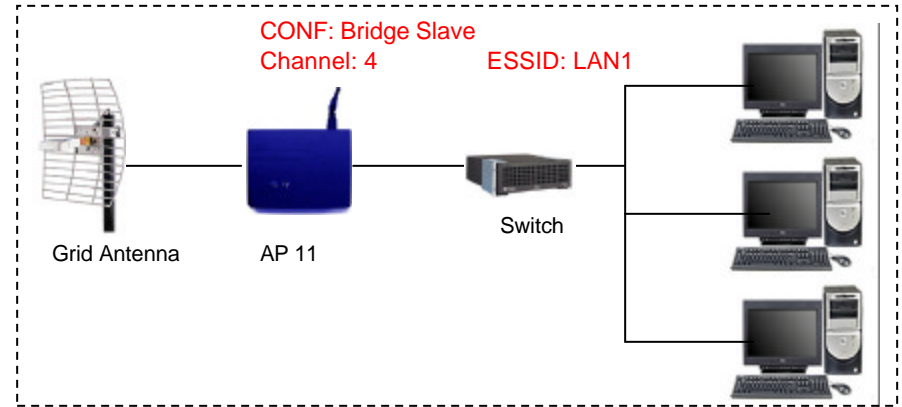 CONF: Bridge Slave
Channel: 4 ESSID: LAN1
Switch
Grid Antenna AP 11